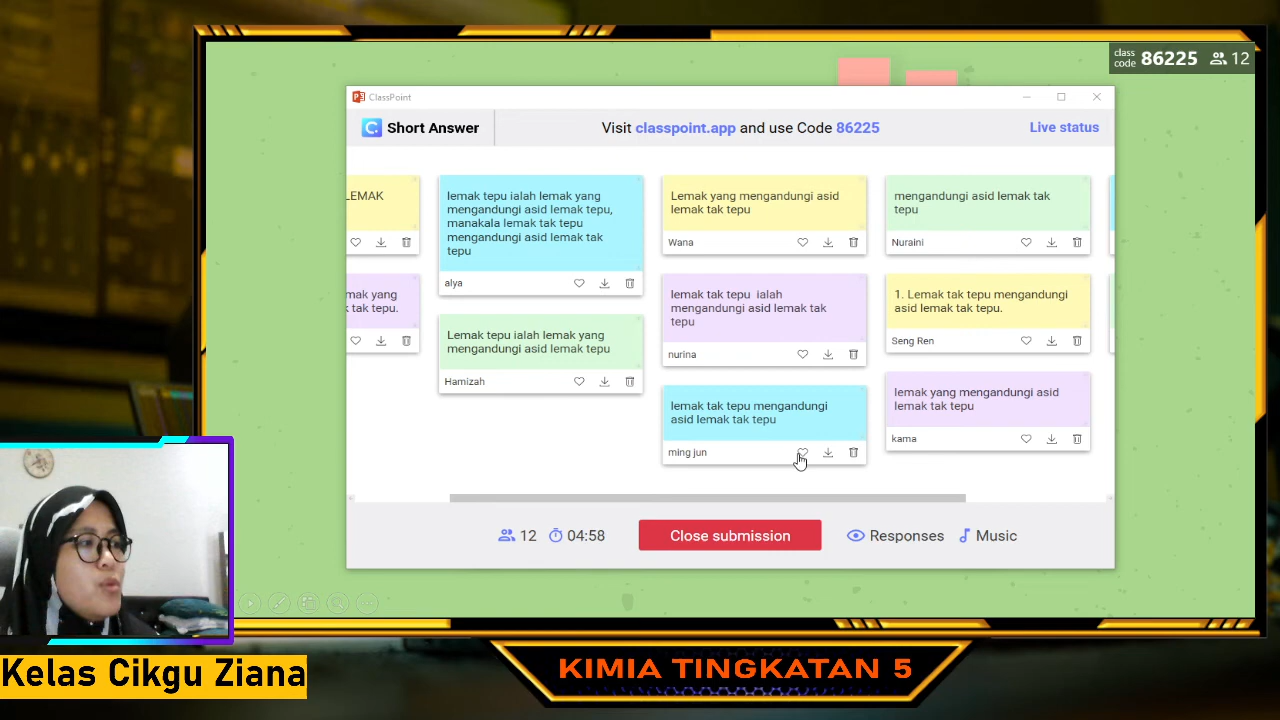 class code 86225 12
ClassPoint
Short Answer
Visit classpoint.app and use Code 86225
Live status
LEMAK
yang
tak tepu.
lemak tepu ialah lemak yang
mengandungi asid lemak tepu,
manakala lemak tak tepu
mengandungi asid lemak tak
tepu
alya
Lemak tepu ialah lemak yang
mengandungi asid lemak tepu
Hamizah
Lemak yang mengandungi asid
lemak tak tepu
Wana
lemak tak tepu ialah
mengandungi asid lemak tak
tepu
nurina
lemak tak tepu mengandungi
asid lemak tak tepu
ming jun
mengandungi asid lemak tak
tepu
Nuraini
1. Lemak tak tepu mengandungi
asid lemak tak tepu.
Seng Ren
lemak yang mengandungi asid
lemak tak tepu
kama
12 04:58 Close submission Responses Music
Kelas Cikgu Ziana
KIMIA TINGKATAN 5